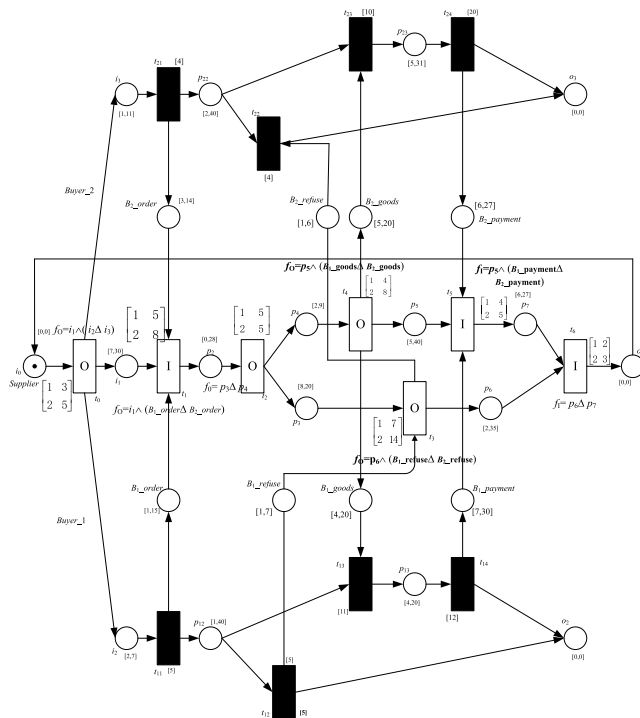 t23 [10]
t24 [20]
p23
[5,31]
i3
t21 [4]
p22
[1,11]
[2,40]
o3
[0,0]
t22
[4]
Buyer_2
B2_order [3,14]
B2_refuse
[1,6]
B2_goods
[5,20]
[6,27]
B2_payment
fO=p5∧ (B1_goodsΔ B2_goods)
fI=p5∧ (B1_paymentΔ
B2_payment)
t4
[1 4
2 8]
t5
[0,0]
fO=i1∧( i2Δ i3)
[1 5
2 8]
[1 5
2 5]
p4 [2,9]
O
p5
[5,40]
I
[1 4
2 5]
p7 [6,27]
t6
[1 2
2 3]
i0
Supplier
[1 3
2 5]
O
t0
[7,30]
i1
I
t1
[0,28]
p2
O
t2
f0= p3Δ p4
I
[0,0]
fI= p6Δ p7
fO=i1∧ (B1_orderΔ B2_order)
[8,20]
p3
O
t3
[1 7
2 14]
p6
[2,35]
fO=p6∧ (B1_refuseΔ B2_refuse)
B1_order
[1,15]
B1_refuse
[1,7]
B1_goods
[4,20]
B1_payment
[7,30]
Buyer_1
t13
[11]
p13
[4,20]
t14
[12]
i2
[2,7]
t11 [5]
p12 [1,40]
o2
[0,0]
[5]
t12 [5]